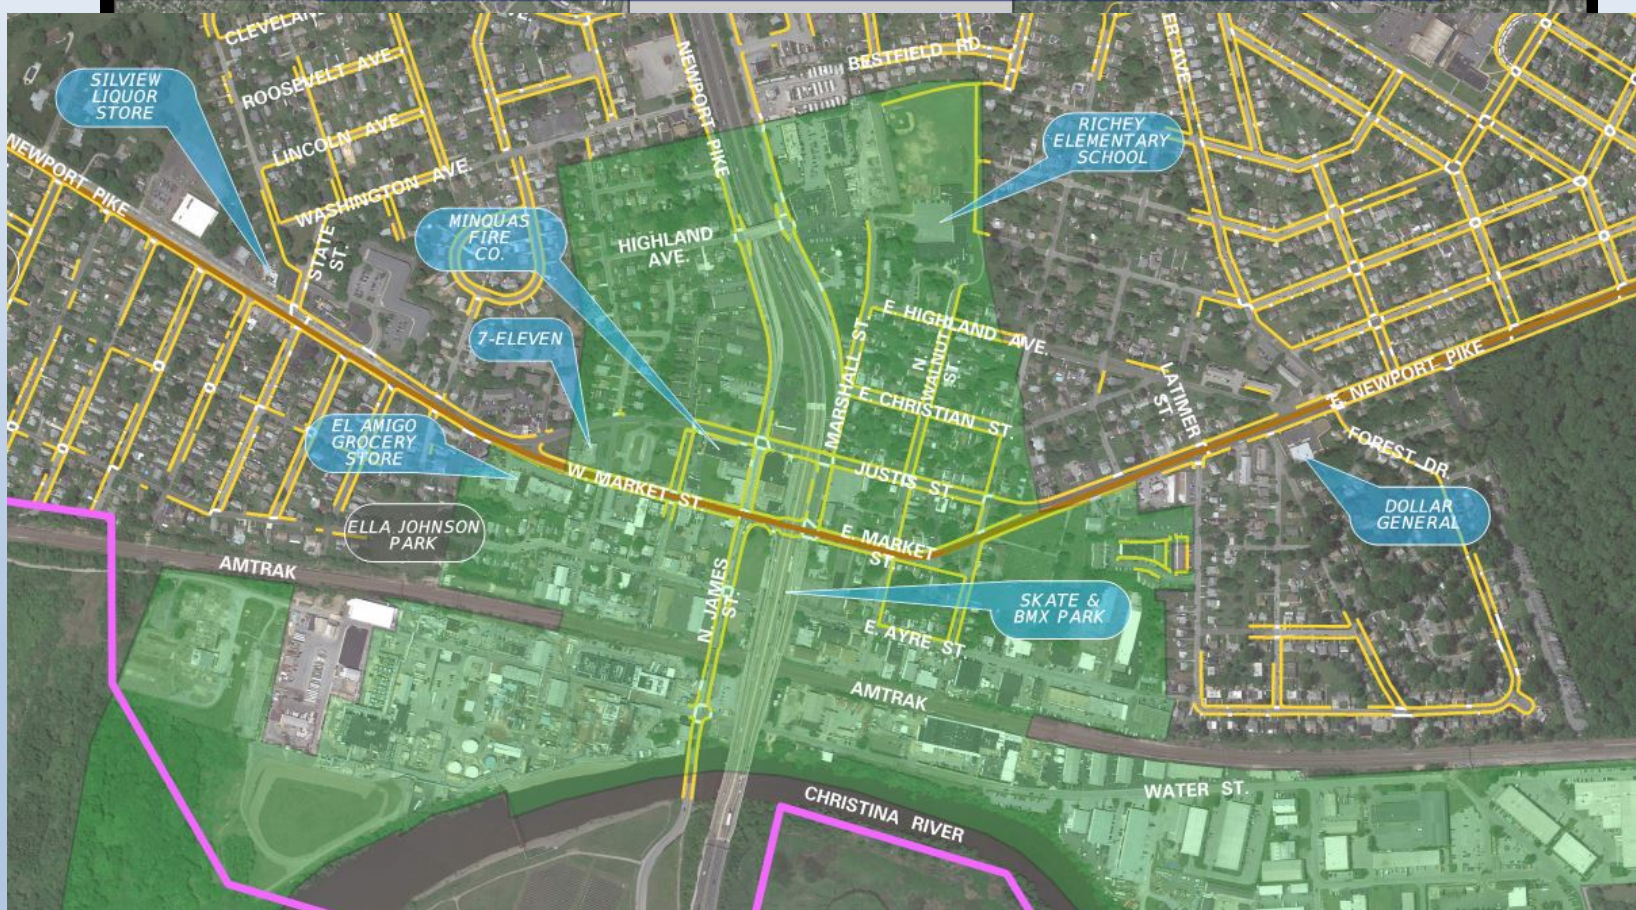 CLEVELAND
AVE.
ROOSEVELT AVE.
LINCOLN AVE.
WASHINGTON AVE.
NEWPORT PIKE
BESTFIELD RD.
ER AVE
SILVIEW
LIQUOR
STORE
NEWPORT PIKE
RICHEY
ELEMENTARY
SCHOOL
STATE
ST.
MINQUAS
FIRE
CO.
HIGHLAND
AVE.
7-ELEVEN
E. HIGHLAND AVE.
MARSHALL ST.
N.
WALNUT
ST.
E. CHRISTIAN ST.
LATIMER
ST.
E. NEWPORT PIKE
EL AMIGO
GROCERY
STORE
W. MARKET ST.
JUSTIS ST.
FOREST DR.
DOLLAR
GENERAL
ELLA JOHNSON
PARK
E. MARKET
ST.
AMTRAK
N. JAMES
ST.
SKATE &
BMX PARK
E. AYRE ST.
AMTRAK
WATER ST.
CHRISTINA RIVER